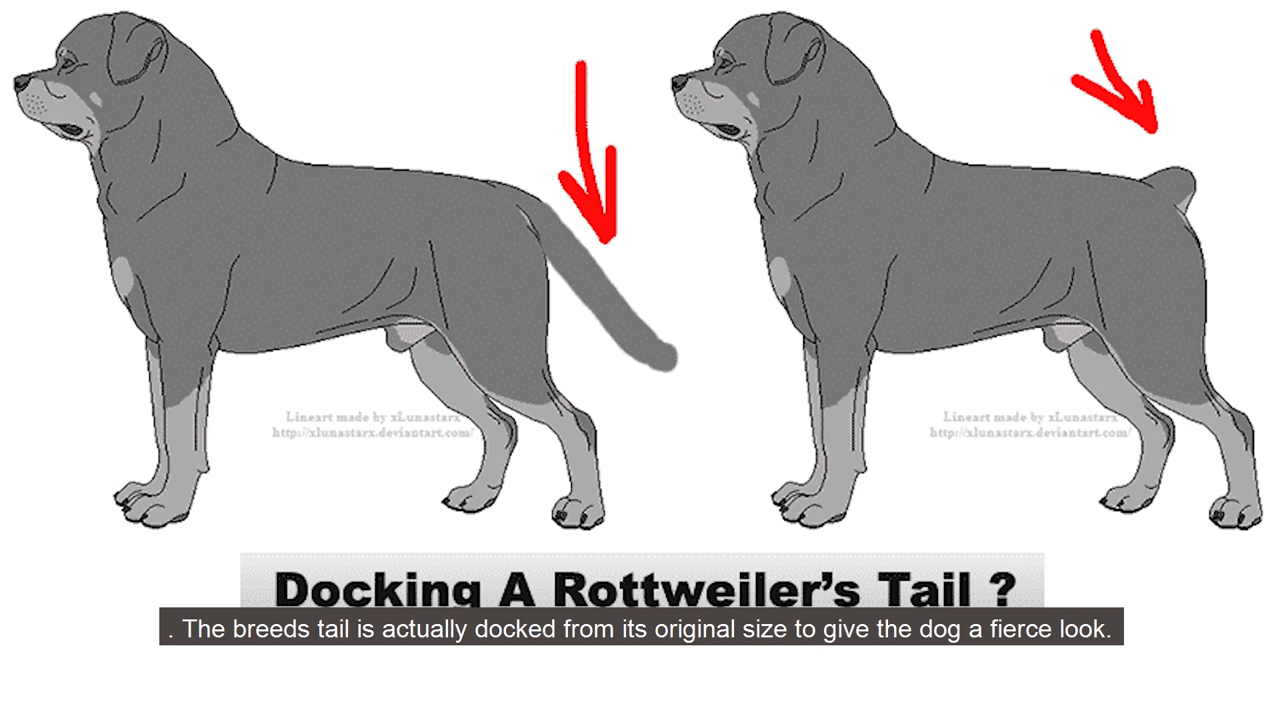 Lineart made by xLunastarx
http://xlunastarx.deviantart.com/
Lineart made by xLunastarx
http://xlunastarx.deviantart.com/
Docking A Rottweiler's Tail ?
. The breeds tail is actually docked from its original size to give the dog a fierce look.